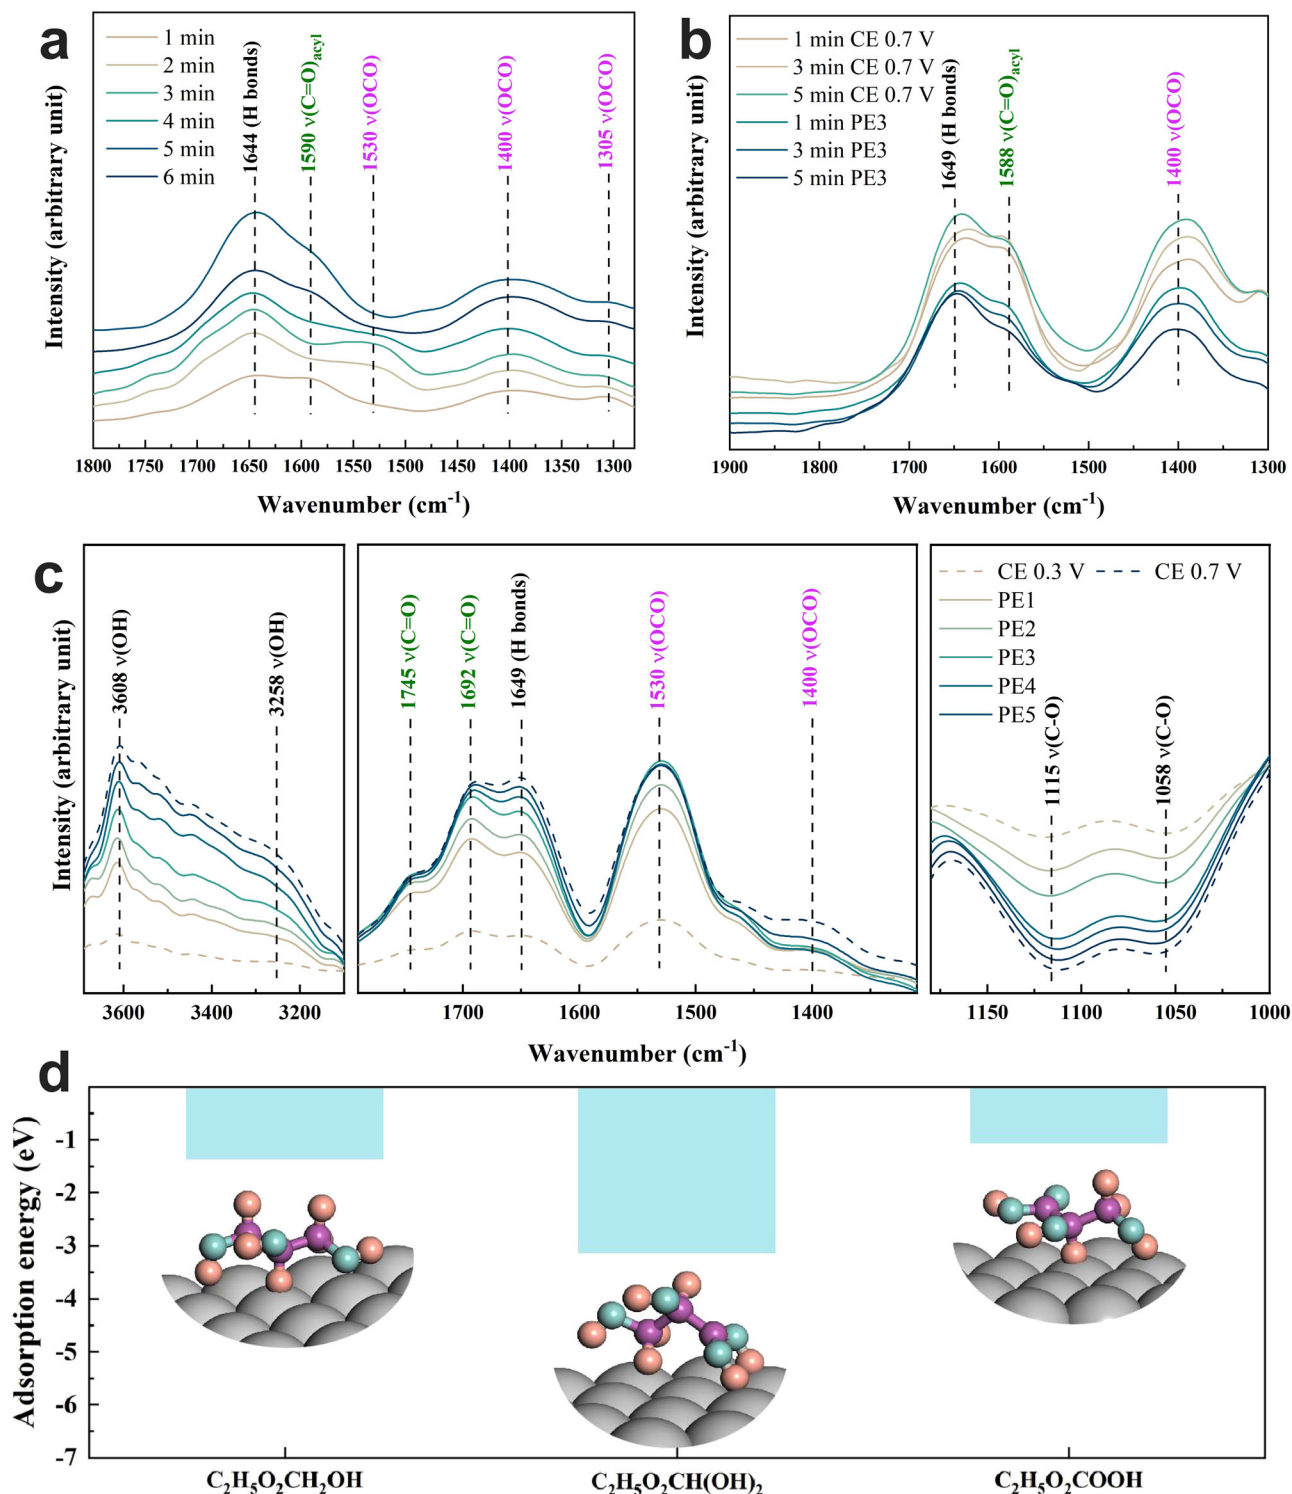 a
1 min
2 min
3 min
4 min
5 min
6 min
1644 (H bonds)
1590 ν(C=O)acyl
1530 ν(OCO)
1400 ν(OCO)
1305 ν(OCO)
Intensity (arbitrary unit)
1800 1750 1700 1650 1600 1550 1500 1450 1400 1350 1300
Wavenumber (cm-1)
b
1 min CE 0.7 V
3 min CE 0.7 V
5 min CE 0.7 V
1 min PE3
3 min PE3
5 min PE3
1649 (H bonds)
1588 ν(C=O)acyl
1400 ν(OCO)
Intensity (arbitrary unit)
1900 1800 1700 1600 1500 1400 1300
Wavenumber (cm-1)
c
3608 ν(OH)
3258 ν(OH)
1745 ν(C=O)
1692 ν(C=O)
1649 (H bonds)
1530 ν(OCO)
1400 ν(OCO)
CE 0.3 V CE 0.7 V
PE1
PE2
PE3
PE4
PE5
1115 ν(C-O)
1058 ν(C-O)
Intensity (arbitrary unit)
3600 3400 3200 1700 1600 1500 1400 1150 1100 1050 1000
Wavenumber (cm-1)
d
Adsorption energy (eV)
-1
-2
-3
-4
-5
-6
-7
C2H5O2CH2OH C2H5O2CH(OH)2 C2H5O2COOH